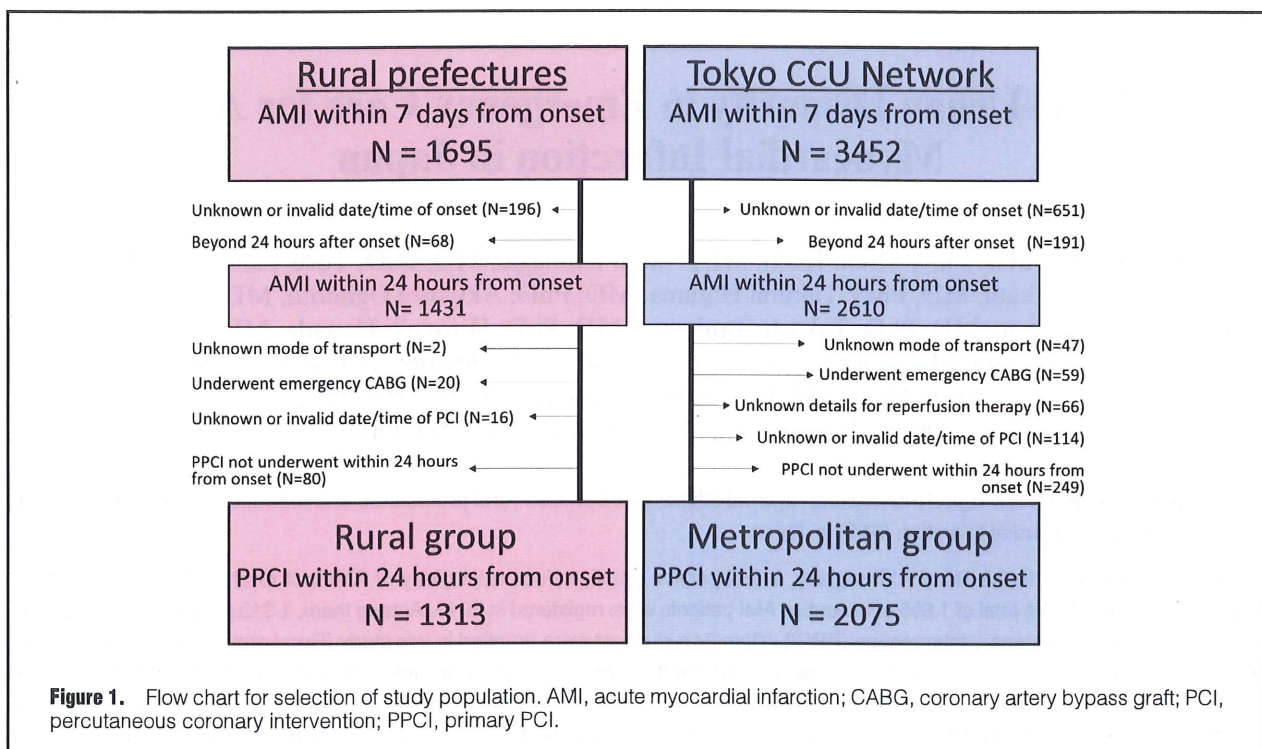 Rural prefectures
AMI within 7 days from onset
N = 1695
Unknown or invalid date/time of onset (N=196)
Beyond 24 hours after onset (N=68)
AMI within 24 hours from onset
N= 1431
Unknown mode of transport (N=2)
Underwent emergency CABG (N=20)
Unknown or invalid date/time of PCI (N=16)
PPCI not underwent within 24 hours
from onset (N=80)
Rural group
PPCI within 24 hours from onset
N = 1313
Tokyo CCU Network
AMI within 7 days from onset
N = 3452
Unknown or invalid date/time of onset (N=651)
Beyond 24 hours after onset (N=191)
AMI within 24 hours from onset
N = 2610
Unknown mode of transport (N=47)
Underwent emergency CABG (N=59)
Unknown details for reperfusion therapy (N=66)
Unknown or invalid date/time of PCI (N=114)
PPCI not underwent within 24 hours from
onset (N=249)
Metropolitan group
PPCI within 24 hours from onset
N = 2075
Figure 1. Flow chart for selection of study population. AMI, acute myocardial infarction; CABG, coronary artery bypass graft; PCI,
percutaneous coronary intervention; PPCI, primary PCI.